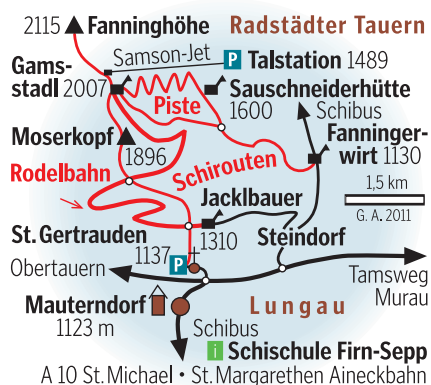 2115 Fanninghöhe Radstädter Tauern
Samson-Jet P Talstation 1489
Gams-
stadl 2007 Sauschneiderhütte
Piste 1600 Schibus
Moserkopf Fanninger-
1896 wirt 1130
Rodelbahn Schirouten 1,5 km
Jacklbauer G. A. 2011
St. Gertrauden 1310 Steindorf
1137 P
Obertauern Tamsweg
Murau
Mauterndorf Lungau
1123 m Schibus
i Schischule Firn-Sepp
A 10 St. Michael • St. Margarethen Aineckbahn